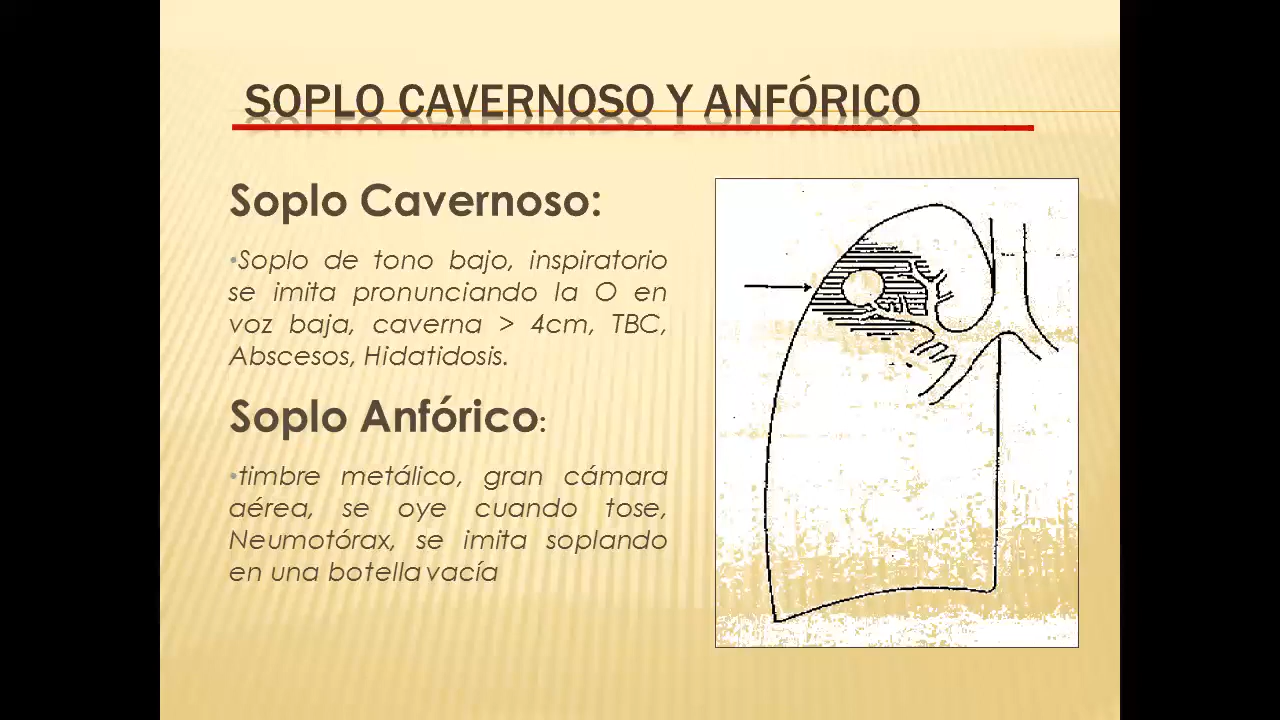 SOPLO CAVERNOSO Y ANFÓRICO
Soplo Cavernoso:
•Soplo de tono bajo, inspiratorio
se imita pronunciando la O en
voz baja, caverna > 4cm, TBC,
Abscesos, Hidatidosis.
Soplo Anfórico:
•timbre metálico, gran cámara
aérea, se oye cuando tose,
Neumotórax, se imita soplando
en una botella vacía